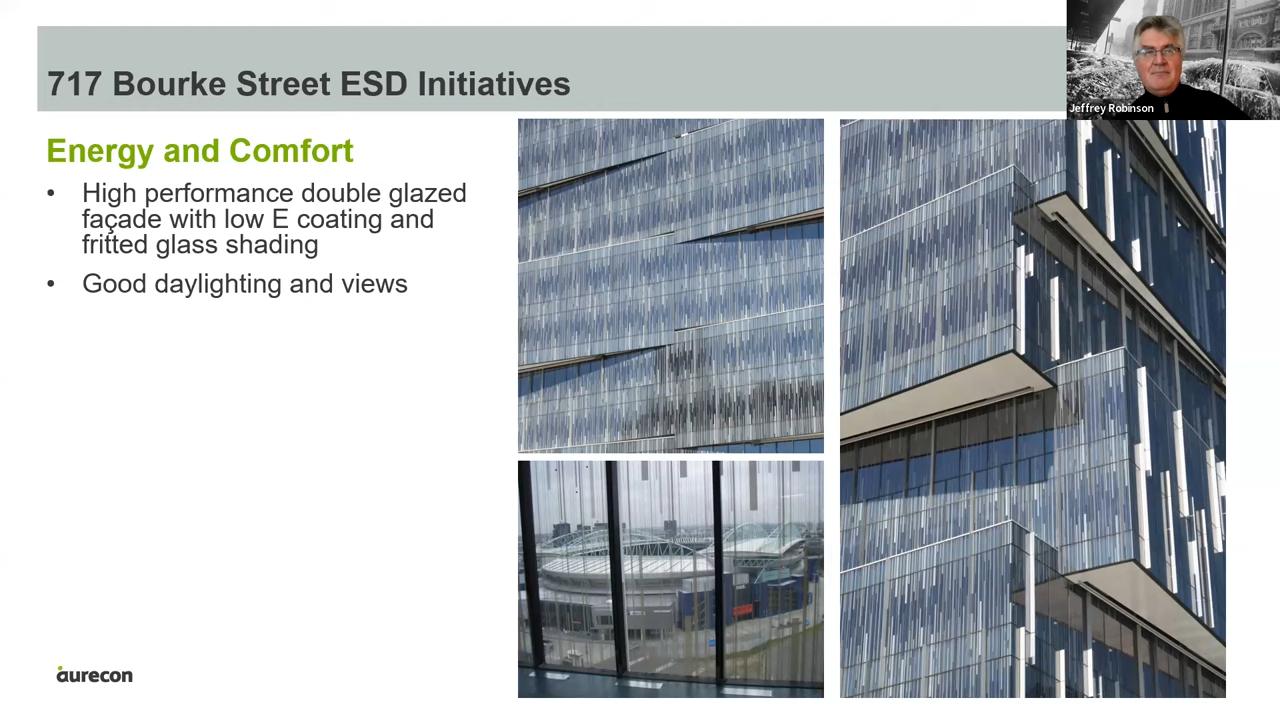 717 Bourke Street ESD Initiatives
Jeffrey Robinson
Energy and Comfort
• High performance double glazed
façade with low E coating and
fritted glass shading
• Good daylighting and views
aurecon